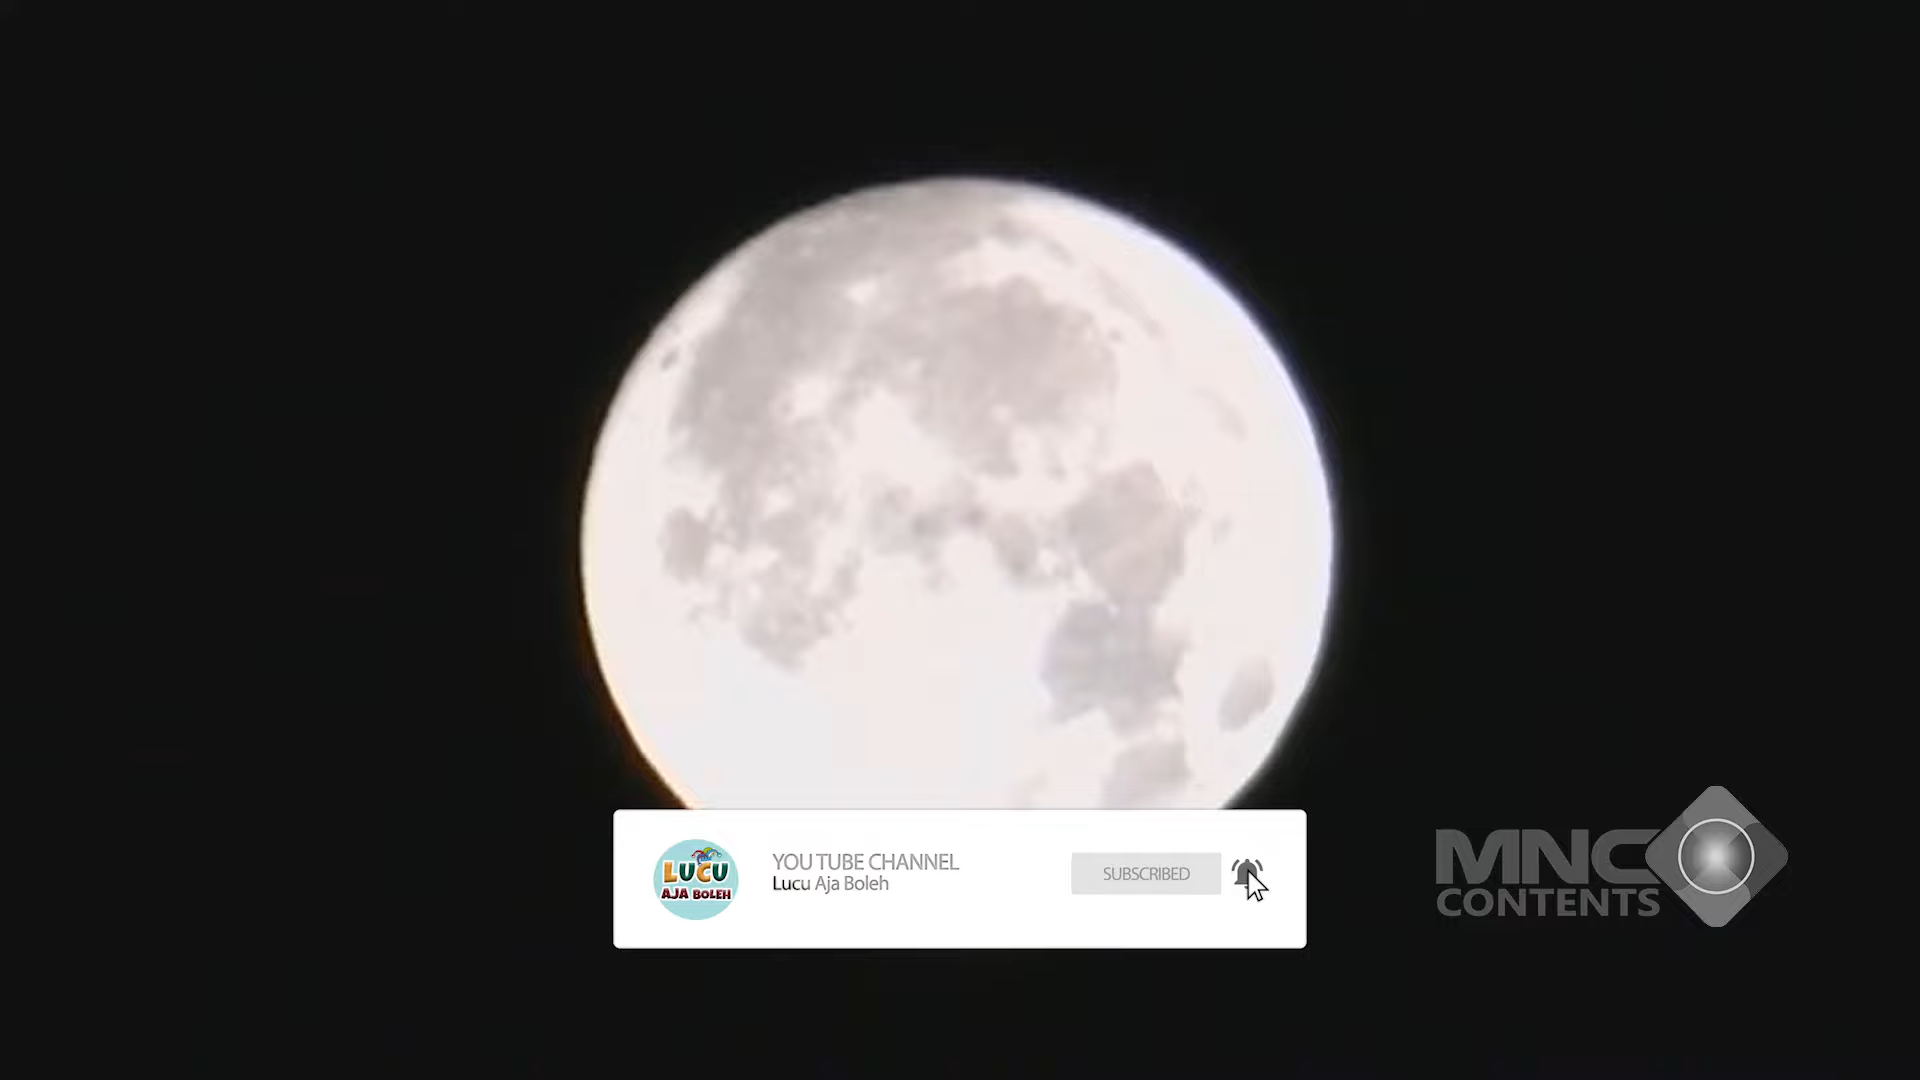 YOU TUBE CHANNEL
Lucu Aja Boleh
LUCU
AJA BOLEH
SUBSCRIBED
MNC
CONTENTS